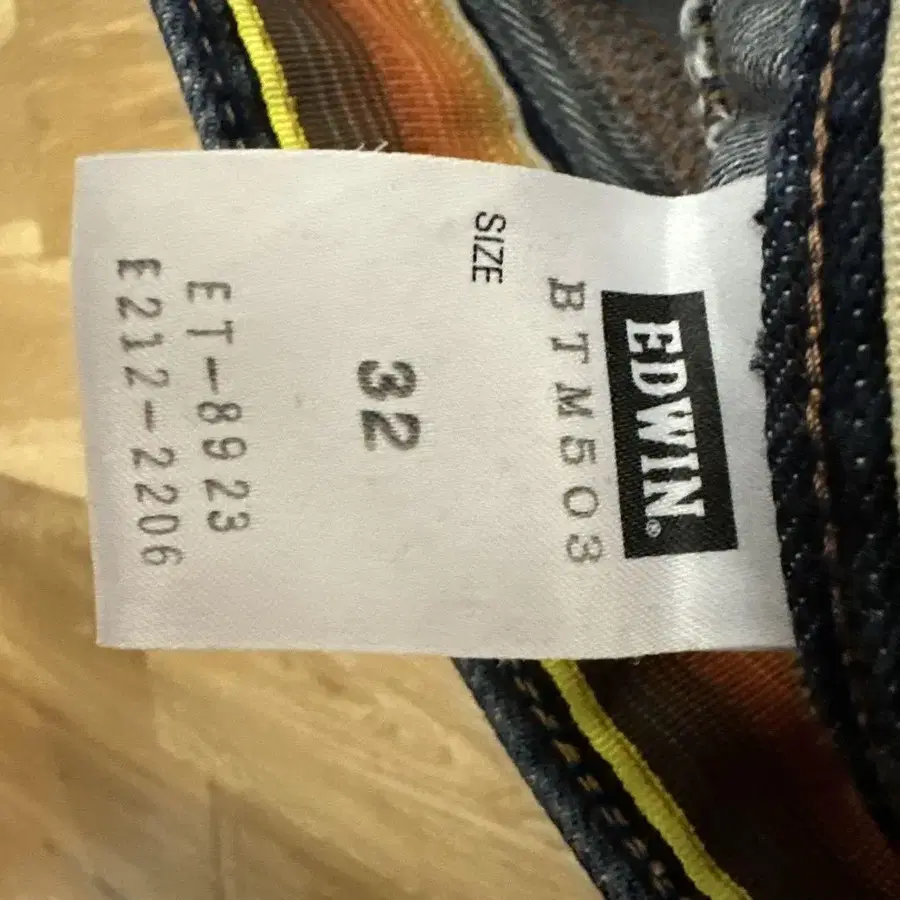 EDWIN®
BTM503
SIZE
32
ET-8923
E212-2206